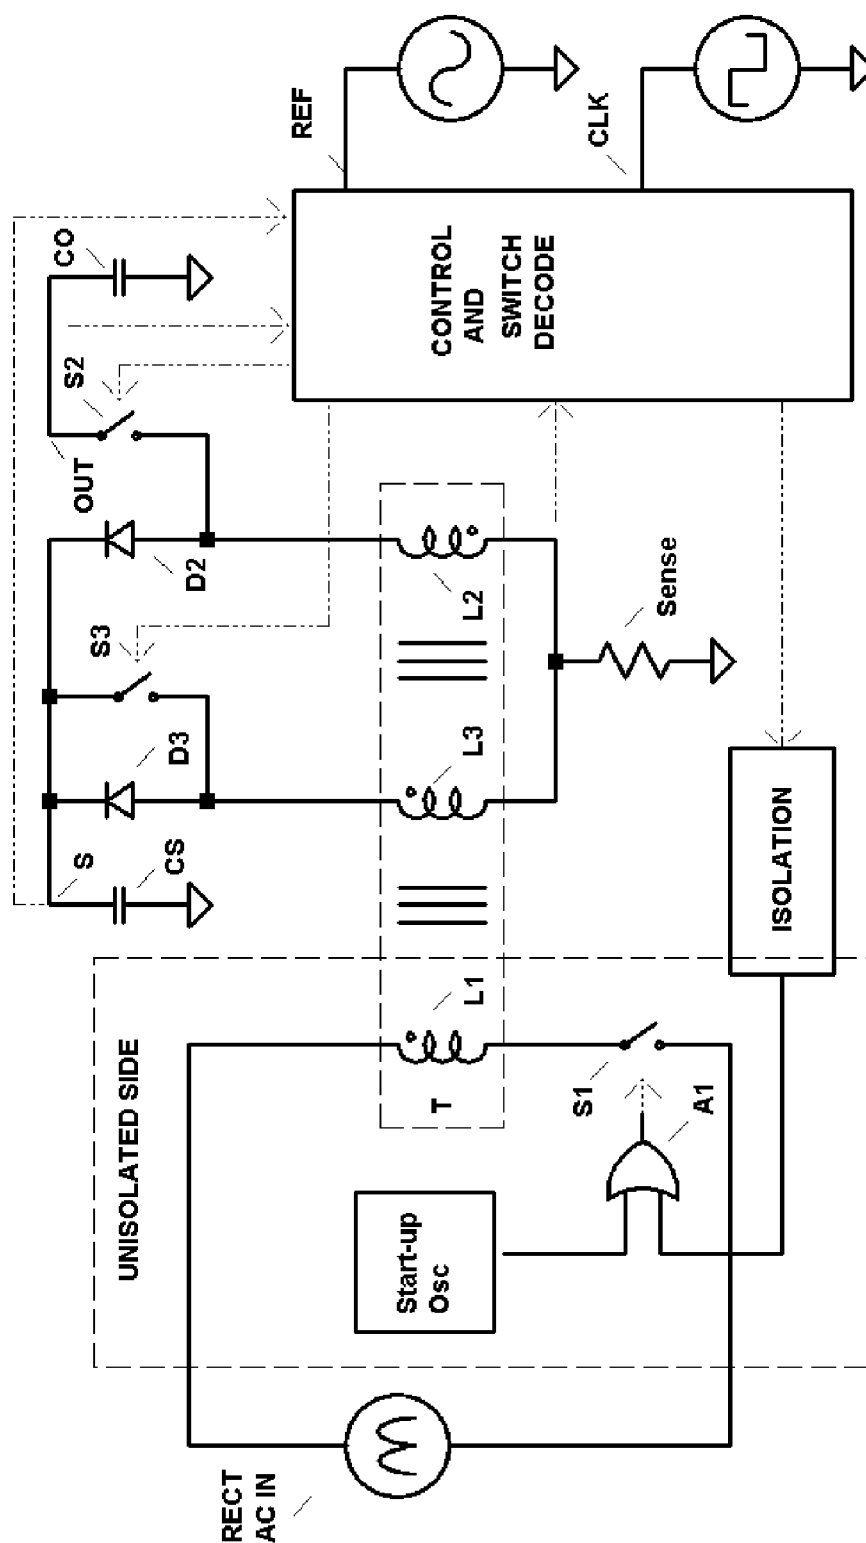 RECT
AC IN
UNISOLATED SIDE
Start-up
Osc
T
L1
S1
A1
ISOLATION
S
CS
D3
L3
S3
D2
L2
Sense
OUT
S2
CO
CONTROL
AND
SWITCH
DECODE
REF
CLK